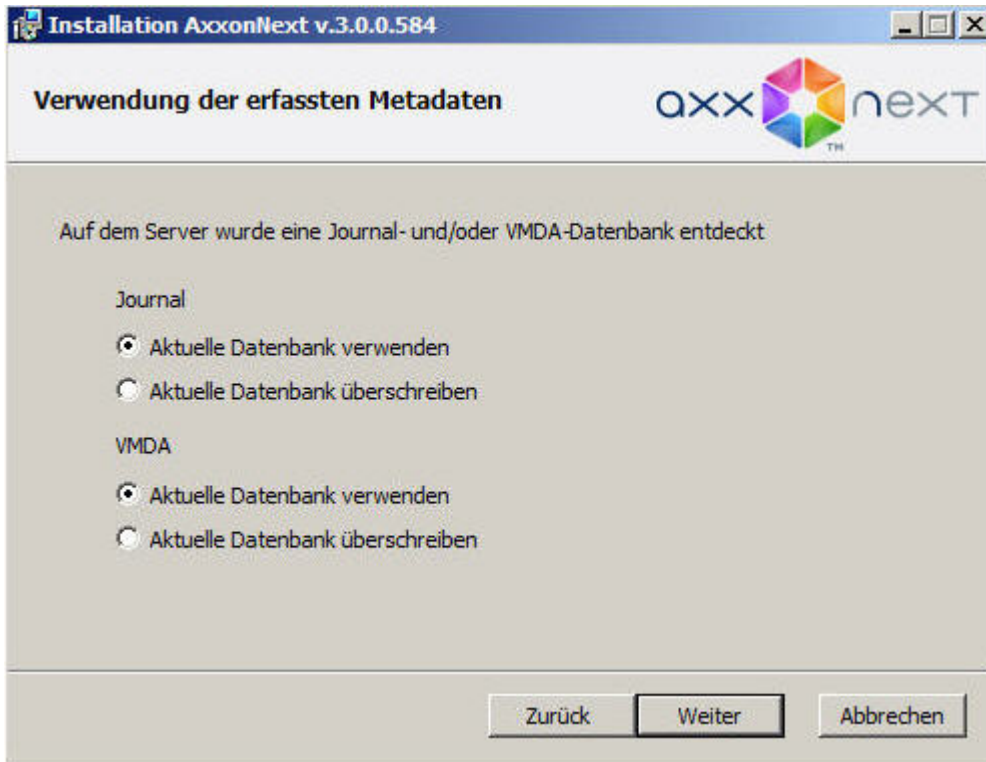 Installation AxxonNext v.3.0.0.584
Verwendung der erfassten Metadaten
axx next
TM
Auf dem Server wurde eine Journal- und/oder VMDA-Datenbank entdeckt
Journal
Aktuelle Datenbank verwenden
Aktuelle Datenbank überschreiben
VMDA
Aktuelle Datenbank verwenden
Aktuelle Datenbank überschreiben
Zurück
Weiter
Abbrechen